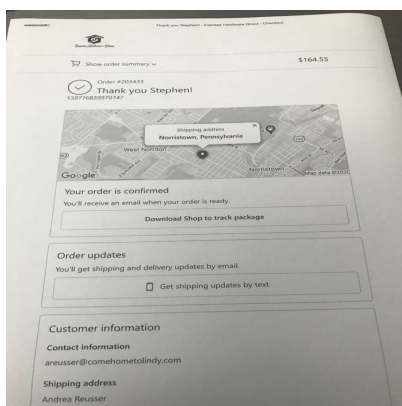 Thank you Stephen! - Express Hardware Direct - Checkout
Show order summary
$164.55
Order #203433
Thank you Stephen!
Shipping address
Norristown, Pennsylvania
West Norriton
Norristown
Google
Map data ©202
Your order is confirmed
You'll receive an email when your order is ready.
Download Shop to track package
Order updates
You'll get shipping and delivery updates by email.
Get shipping updates by text
Customer information
Contact information
areusser@comehometolindy.com
Shipping address
Andrea Reusser